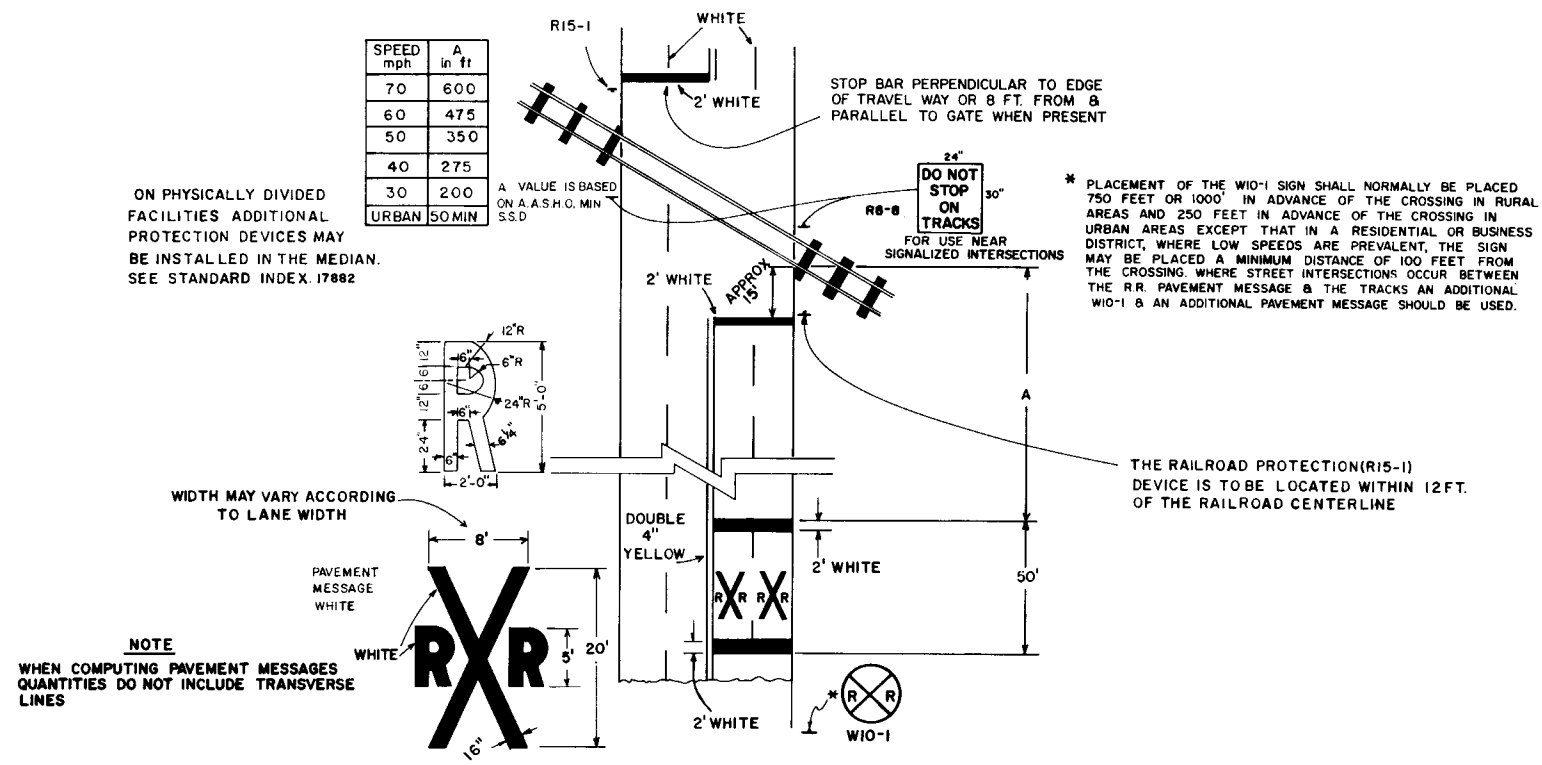 R15-1
WHITE
SPEED mph A in ft
70 600
60 475
50 350
40 275
30 200
URBAN 50 MIN
A VALUE IS BASED
ON A.A.S.H.O. MIN
S.S.D
2' WHITE
STOP BAR PERPENDICULAR TO EDGE
OF TRAVEL WAY OR 8 FT. FROM &
PARALLEL TO GATE WHEN PRESENT
24"
DO NOT
STOP
ON
TRACKS
30"
R8-8
FOR USE NEAR
SIGNALIZED INTERSECTIONS
* PLACEMENT OF THE W10-1 SIGN SHALL NORMALLY BE PLACED
750 FEET OR 1000' IN ADVANCE OF THE CROSSING IN RURAL
AREAS AND 250 FEET IN ADVANCE OF THE CROSSING IN
URBAN AREAS EXCEPT THAT IN A RESIDENTIAL OR BUSINESS
DISTRICT, WHERE LOW SPEEDS ARE PREVALENT, THE SIGN
MAY BE PLACED A MINIMUM DISTANCE OF 100 FEET FROM
THE CROSSING. WHERE STREET INTERSECTIONS OCCUR BETWEEN
THE R.R. PAVEMENT MESSAGE & THE TRACKS AN ADDITIONAL
W10-1 & AN ADDITIONAL PAVEMENT MESSAGE SHOULD BE USED.
ON PHYSICALLY DIVIDED
FACILITIES ADDITIONAL
PROTECTION DEVICES MAY
BE INSTALLED IN THE MEDIAN.
SEE STANDARD INDEX. 17882
2' WHITE
APPROX
15'
12"R
6"R
24"R
12"
6"
6"
12"
24"
6"
6"
6"
6¼"
5'-0"
2'-0"
A
THE RAILROAD PROTECTION(R15-1)
DEVICE IS TO BE LOCATED WITHIN 12FT.
OF THE RAILROAD CENTERLINE
WIDTH MAY VARY ACCORDING
TO LANE WIDTH
8'
PAVEMENT
MESSAGE
WHITE
WHITE
R R
5'
20'
16"
DOUBLE
4"
YELLOW
2' WHITE
50'
R R R R
2' WHITE
* R R
W10-1
NOTE
WHEN COMPUTING PAVEMENT MESSAGES
QUANTITIES DO NOT INCLUDE TRANSVERSE
LINES